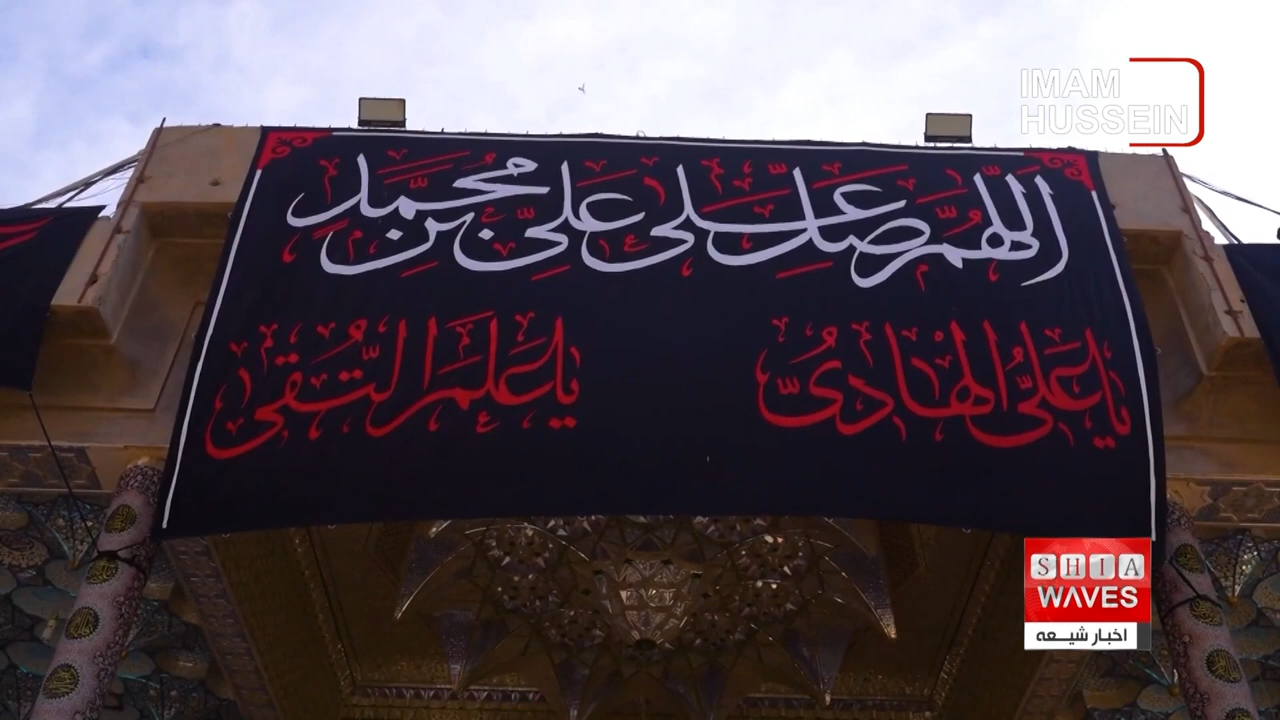 IMAM
HUSSEIN
اللهم صل على علي بن محمد
يا علي الهادي
يا علم التقى
SHIA
WAVES
اخبار شیعه